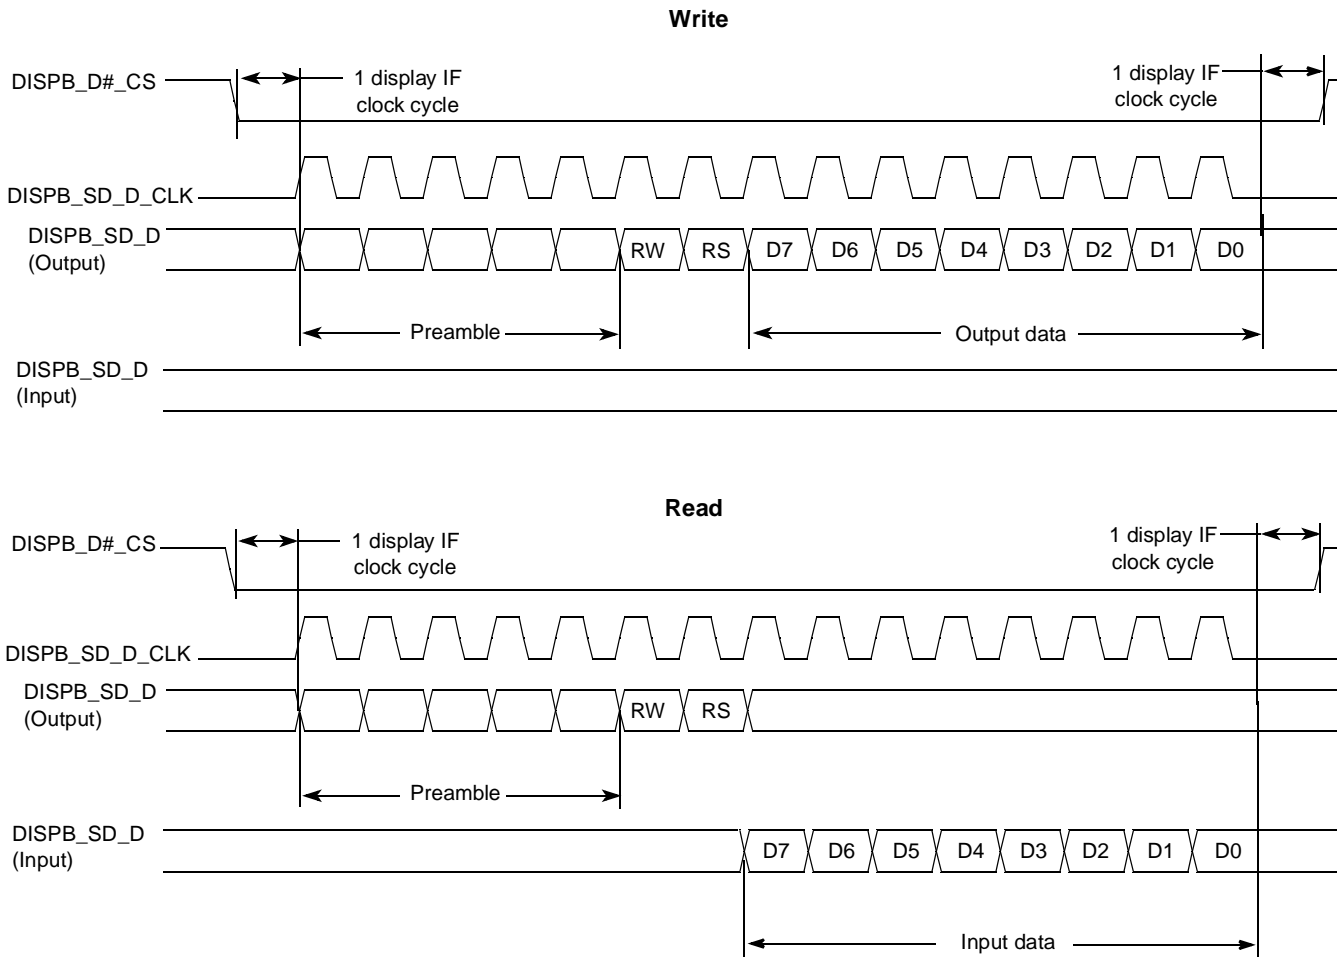 Write
DISPB_D#_CS
1 display IF
clock cycle
1 display IF
clock cycle
DISPB_SD_D_CLK
DISPB_SD_D
(Output)
RW RS D7 D6 D5 D4 D3 D2 D1 D0
Preamble
Output data
DISPB_SD_D
(Input)
Read
DISPB_D#_CS
1 display IF
clock cycle
1 display IF
clock cycle
DISPB_SD_D_CLK
DISPB_SD_D
(Output)
RW RS
Preamble
DISPB_SD_D
(Input)
D7 D6 D5 D4 D3 D2 D1 D0
Input data